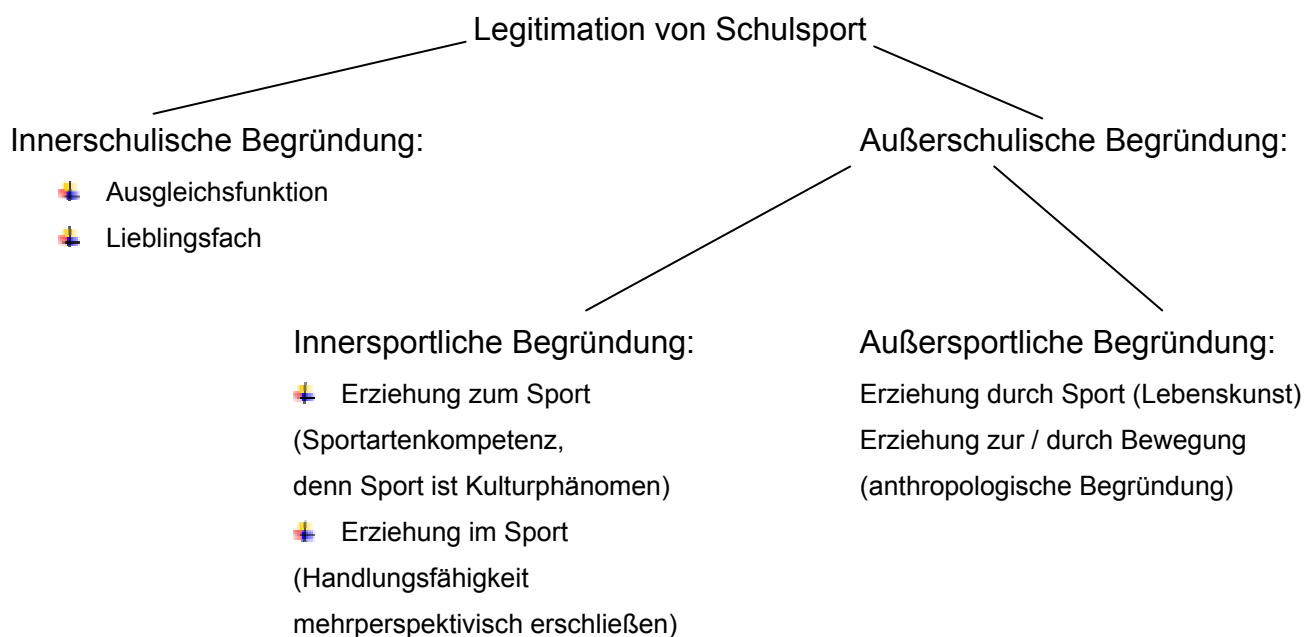 Legitimation von Schulsport
Innerschulische Begründung:
Ausgleichsfunktion
Lieblingsfach
Außerschulische Begründung:
Innersportliche Begründung:
Erziehung zum Sport
(Sportartenkompetenz,
denn Sport ist Kulturphänomen)
Erziehung im Sport
(Handlungsfähigkeit
mehrperspektivisch erschließen)
Außersportliche Begründung:
Erziehung durch Sport (Lebenskunst)
Erziehung zur / durch Bewegung
(anthropologische Begründung)